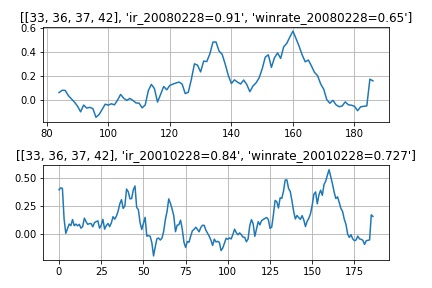 [[33, 36, 37, 42], 'ir_20080228=0.91', 'winrate_20080228=0.65']
0.6
0.4
0.2
0.0
80 100 120 140 160 180
[[33, 36, 37, 42], 'ir_20010228=0.84', 'winrate_20010228=0.727']
0.50
0.25
0.00
0 25 50 75 100 125 150 175